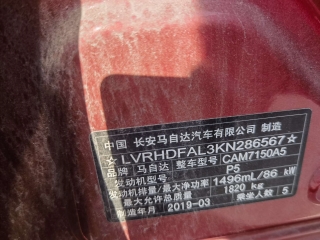 中国 长安马自达汽车有限公司 制造
★LVRHDFAL3KN286567★
品牌 马自达 整车型号 CAM7150A5
发动机型号 P5
发动机排量/最大净功率 1496mL/86 kW
最大允许总质量 1820 kg
制造年月 2019-03 乘坐人数 5